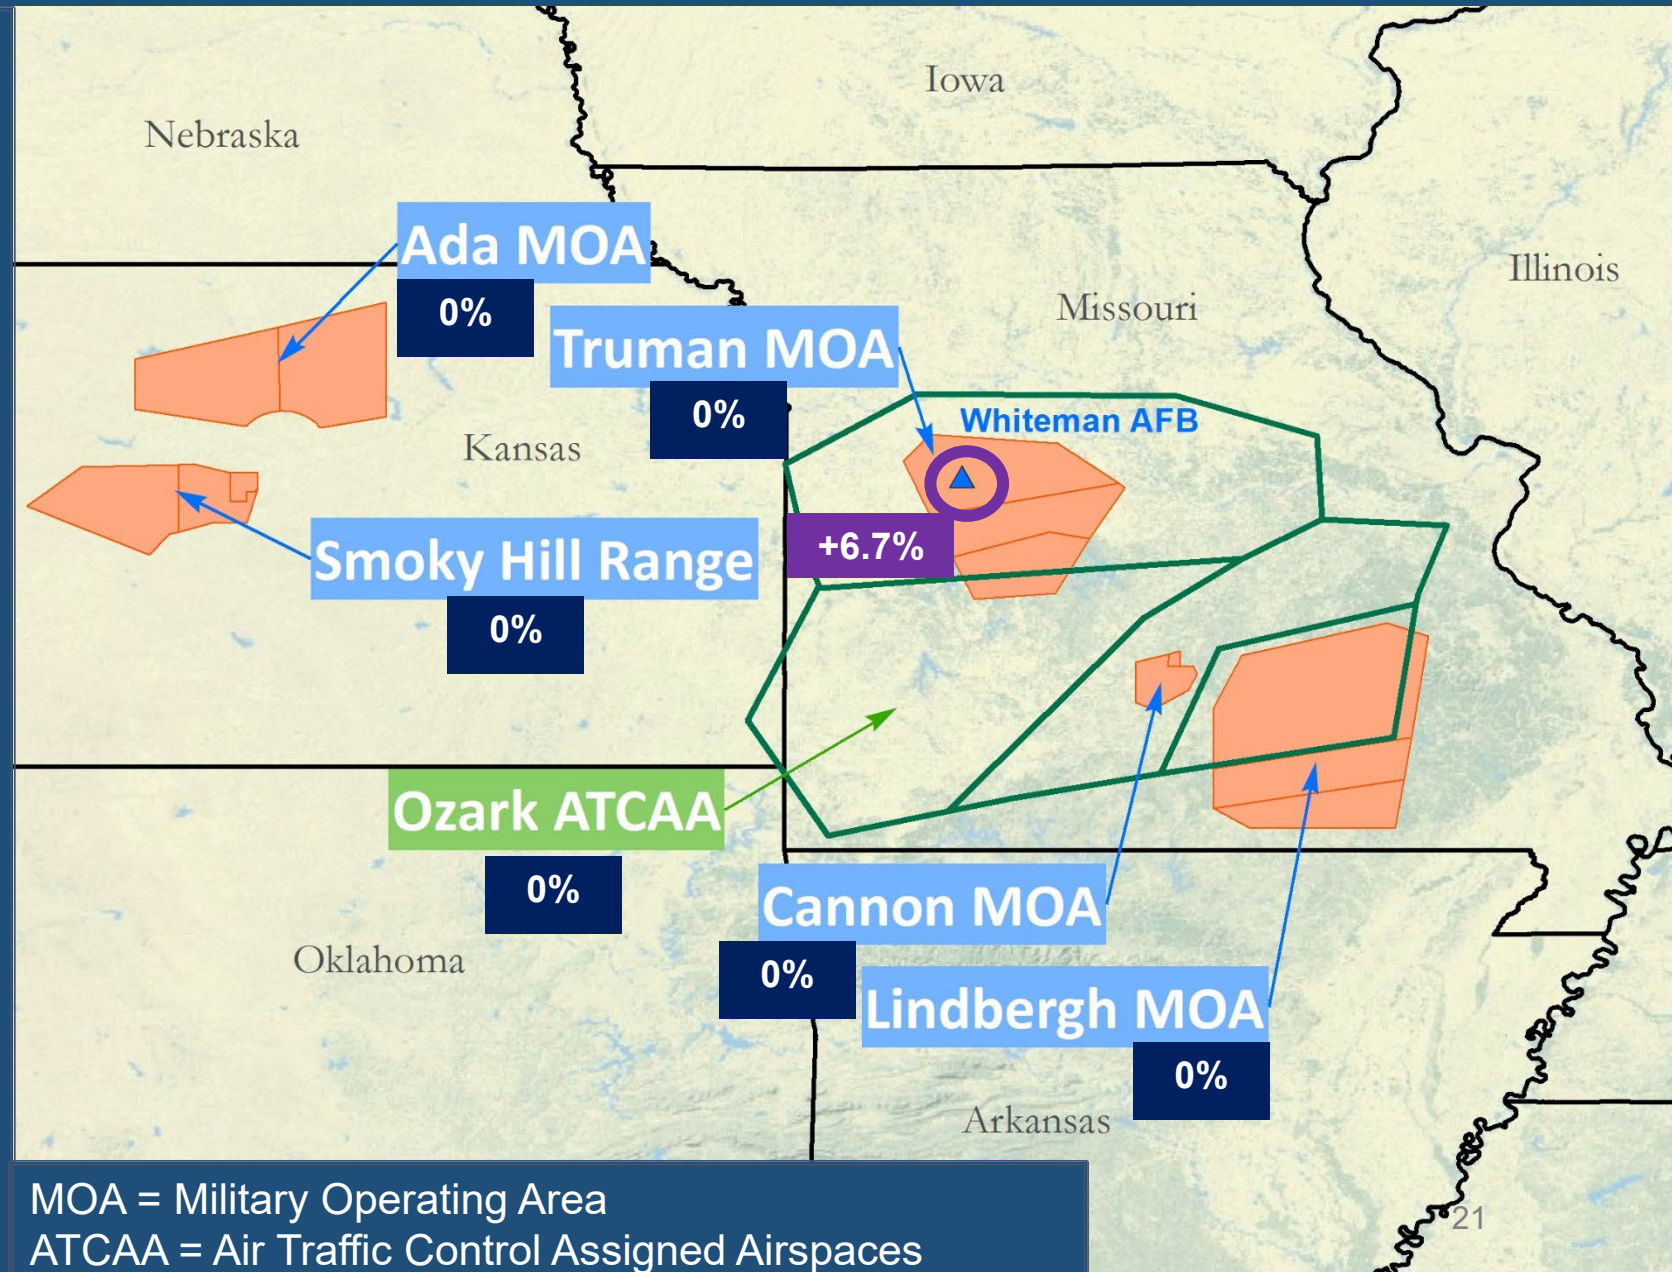 Iowa
Nebraska
Ada MOA
0%
Illinois
Missouri
Truman MOA
0%
Whiteman AFB
Kansas
+6.7%
Smoky Hill Range
0%
Ozark ATCAA
0%
Cannon MOA
0%
Oklahoma
Lindbergh MOA
0%
Arkansas
MOA = Military Operating Area
21
ATCAA = Air Traffic Control Assigned Airspaces